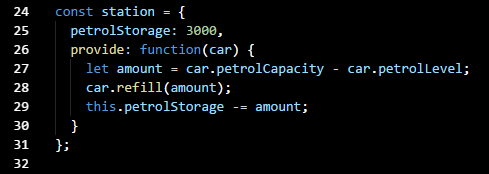 24 const station = {
25   petrolStorage: 3000,
26   provide: function(car) {
27     let amount = car.petrolCapacity - car.petrolLevel;
28     car.refill(amount);
29     this.petrolStorage -= amount;
30   }
31 };
32